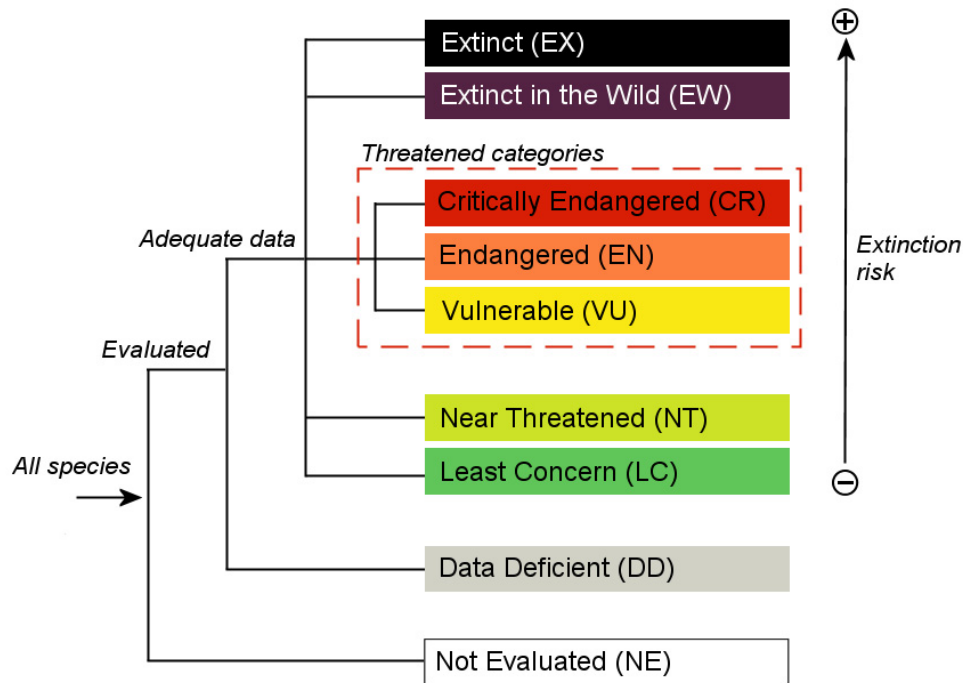 Extinct (EX)
Extinct in the Wild (EW)
Threatened categories
Critically Endangered (CR)
Adequate data
Endangered (EN)
Extinction
risk
Vulnerable (VU)
Evaluated
Near Threatened (NT)
All species
Least Concern (LC)
Data Deficient (DD)
Not Evaluated (NE)